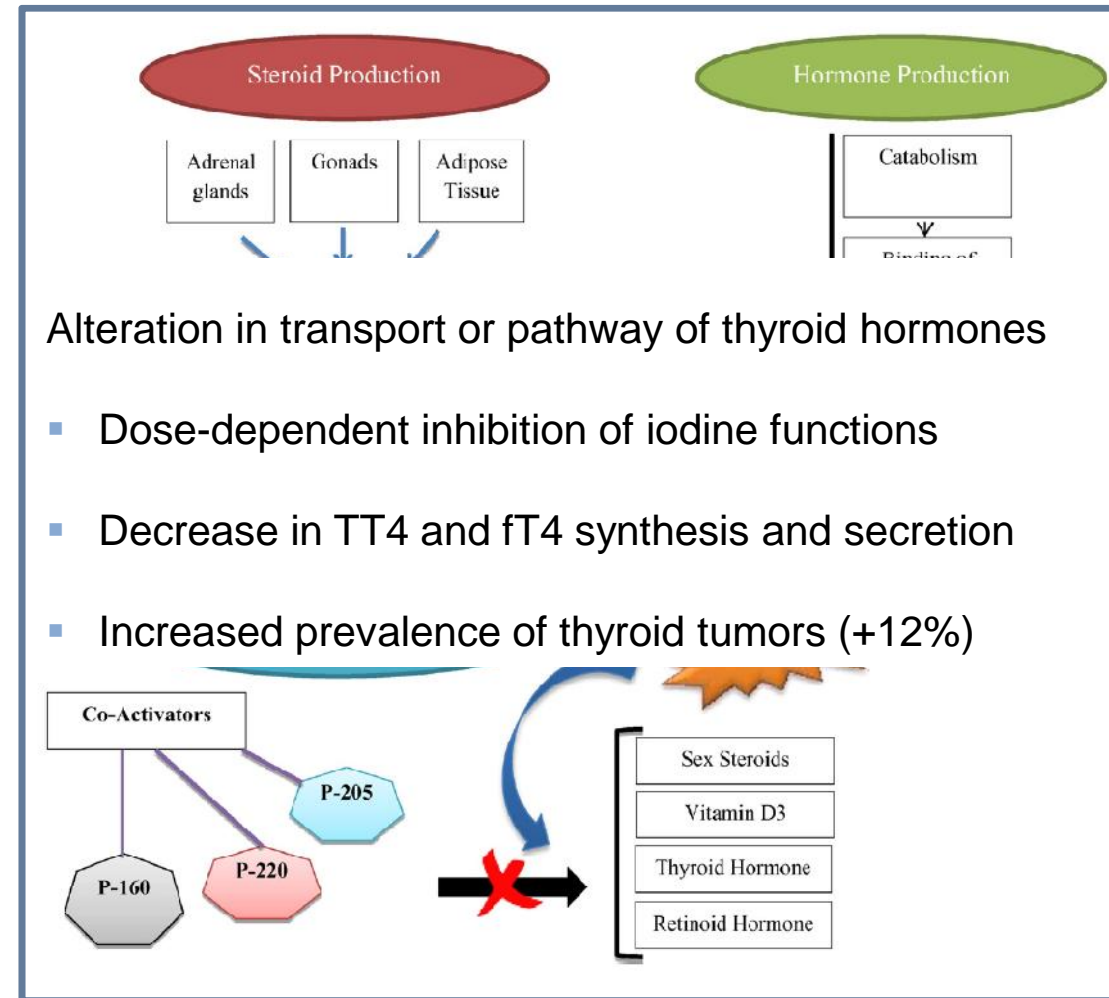 Steroid Production
Hormone Production
Adrenal
glands
Gonads
Adipose
Tissue
Catabolism
Binding of
Alteration in transport or pathway of thyroid hormones
Dose-dependent inhibition of iodine functions
Decrease in TT4 and fT4 synthesis and secretion
Increased prevalence of thyroid tumors (+12%)
Co-Activators
P-205
P-220
P-160
Sex Steroids
Vitamin D3
Thyroid Hormone
Retinoid Hormone